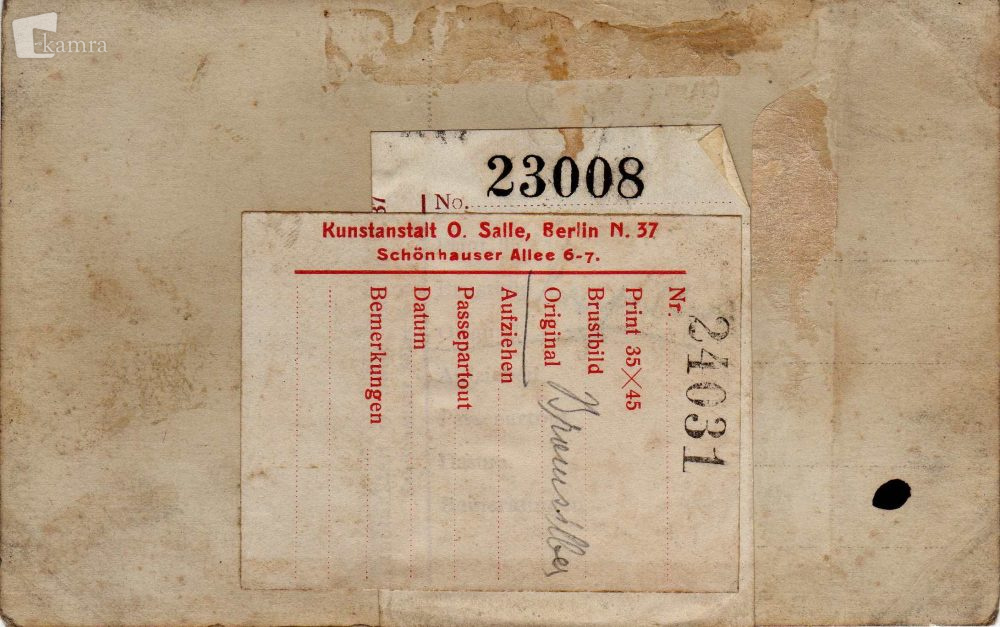 kamra
23008
No.
Kunstanstalt O. Salle, Berlin N. 37
Schönhauser Allee 6-7.
Nr. 24031
Print 35×45
Brustbild
Original
Aufziehen
Passepartout
Datum
Bemerkungen